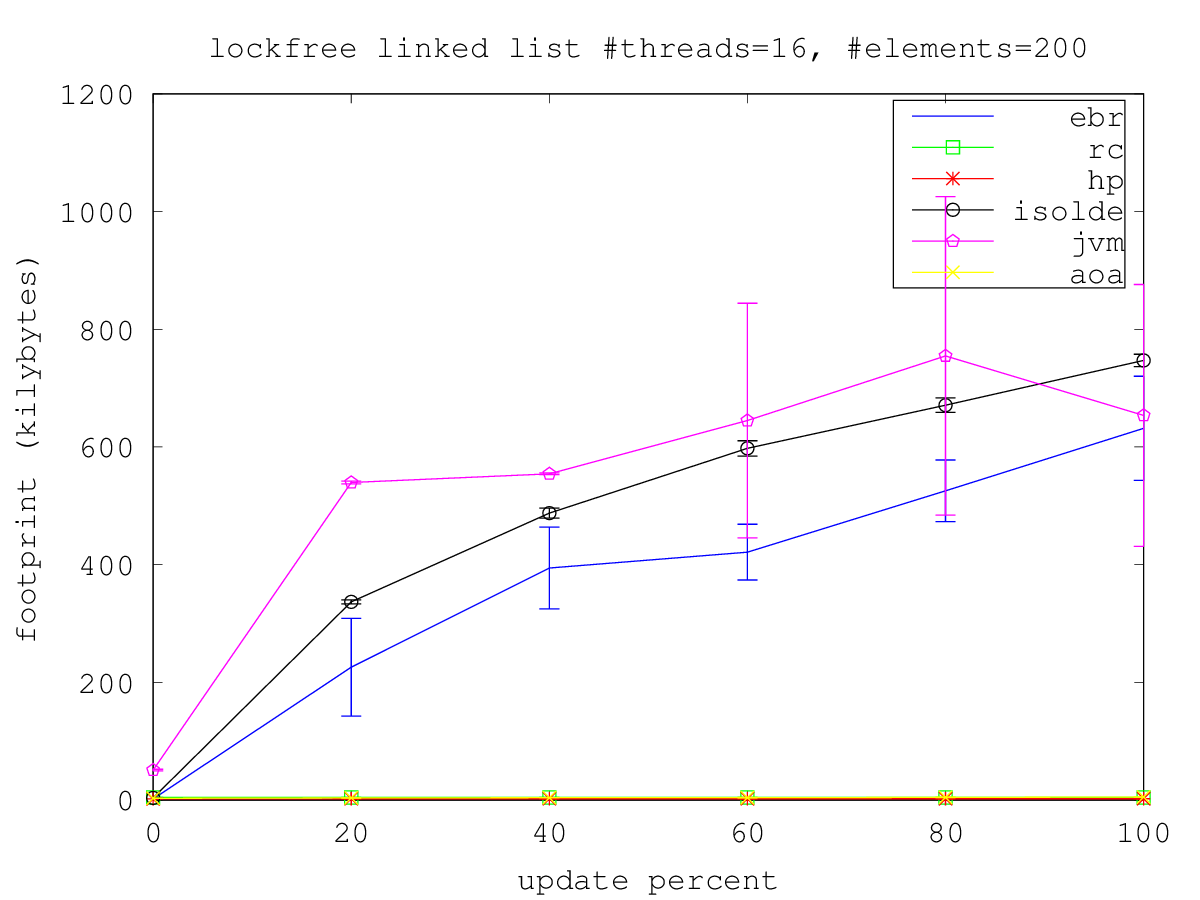 lockfree linked list #threads=16, #elements=200
1200
1000
800
600
400
200
0
footprint (kilybytes)
ebr
rc
hp
isolde
jvm
aoa
0 20 40 60 80 100
update percent